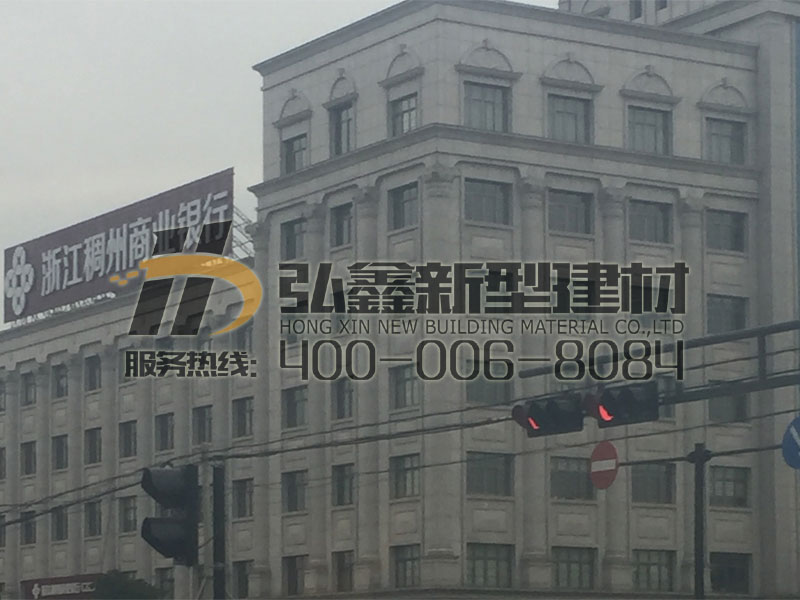 浙江稠州商业银行
弘鑫新型建材
HONG XIN NEW BUILDING MATERIAL CO.,LTD
服务热线: 400-006-8084